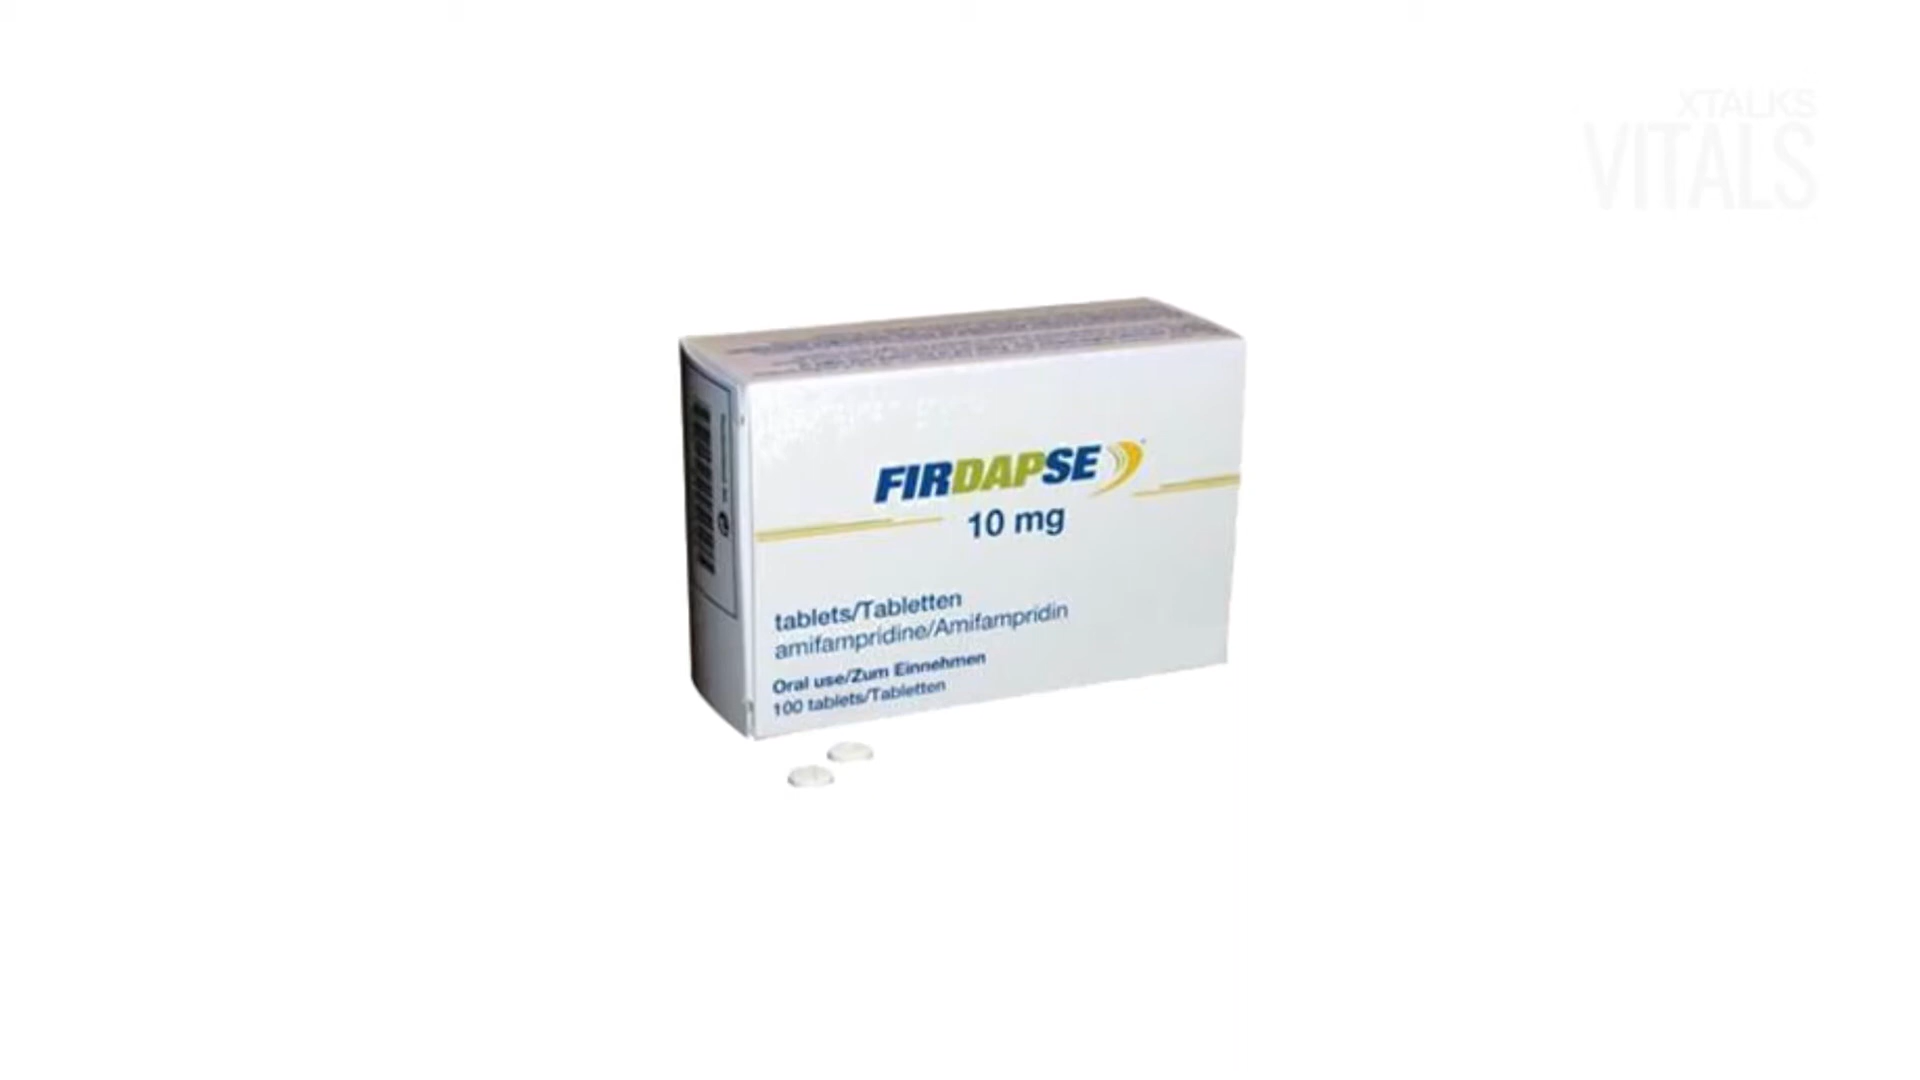 XTALKS
VITALS
FIRDAPSE
10 mg
tablets/Tabletten
amifampridine/Amifampridin
Oral use/Zum Einnehmen
100 tablets/Tabletten